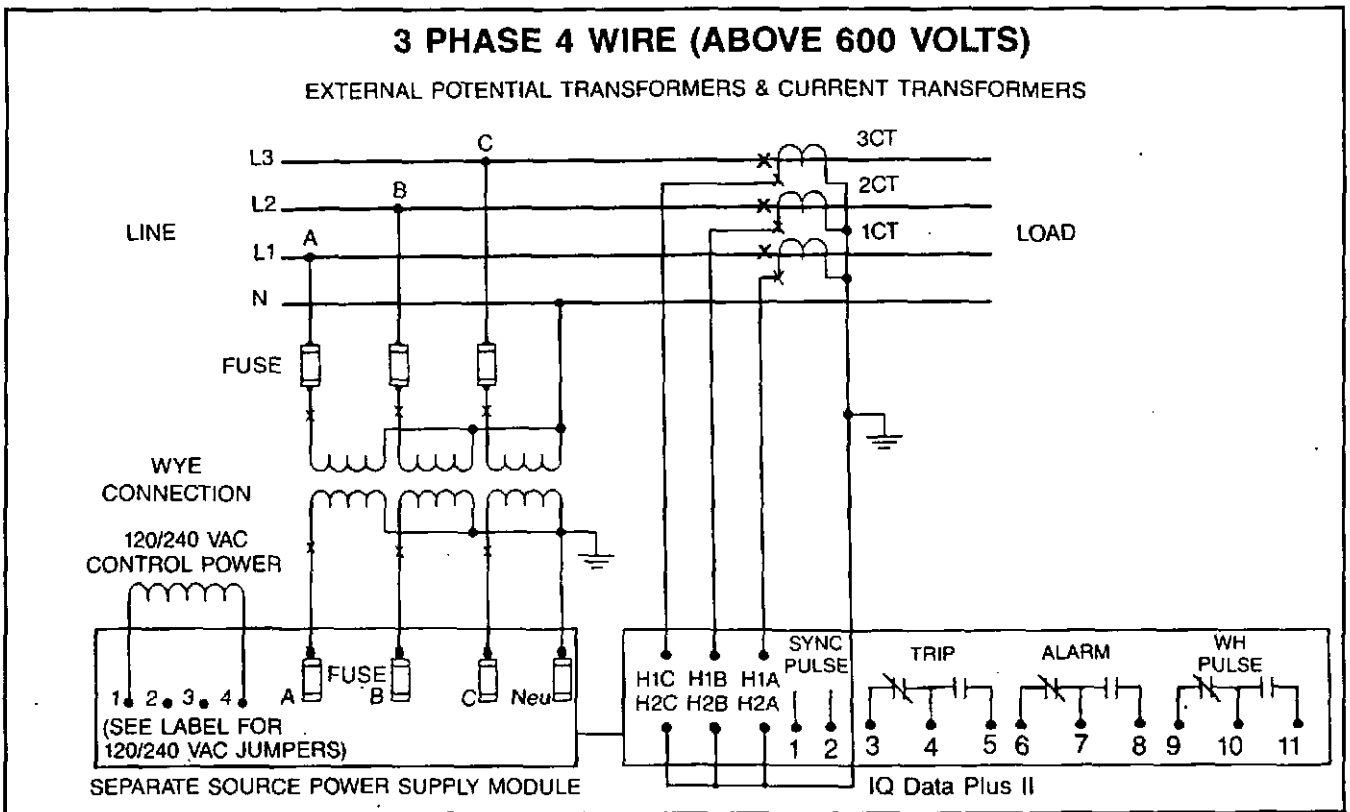 3 PHASE 4 WIRE (ABOVE 600 VOLTS)
EXTERNAL POTENTIAL TRANSFORMERS & CURRENT TRANSFORMERS
C
3CT
L3
B
2CT
L2
LINE
A
1CT
LOAD
L1
N
FUSE
WYE
CONNECTION
120/240 VAC
CONTROL POWER
1 2 3 4
A FUSE B C Neu
(SEE LABEL FOR
120/240 VAC JUMPERS)
SEPARATE SOURCE POWER SUPPLY MODULE
SYNC
PULSE
TRIP
ALARM
WH
PULSE
H1C H1B H1A
H2C H2B H2A
1 2 3 4 5 6 7 8 9 10 11
IQ Data Plus II